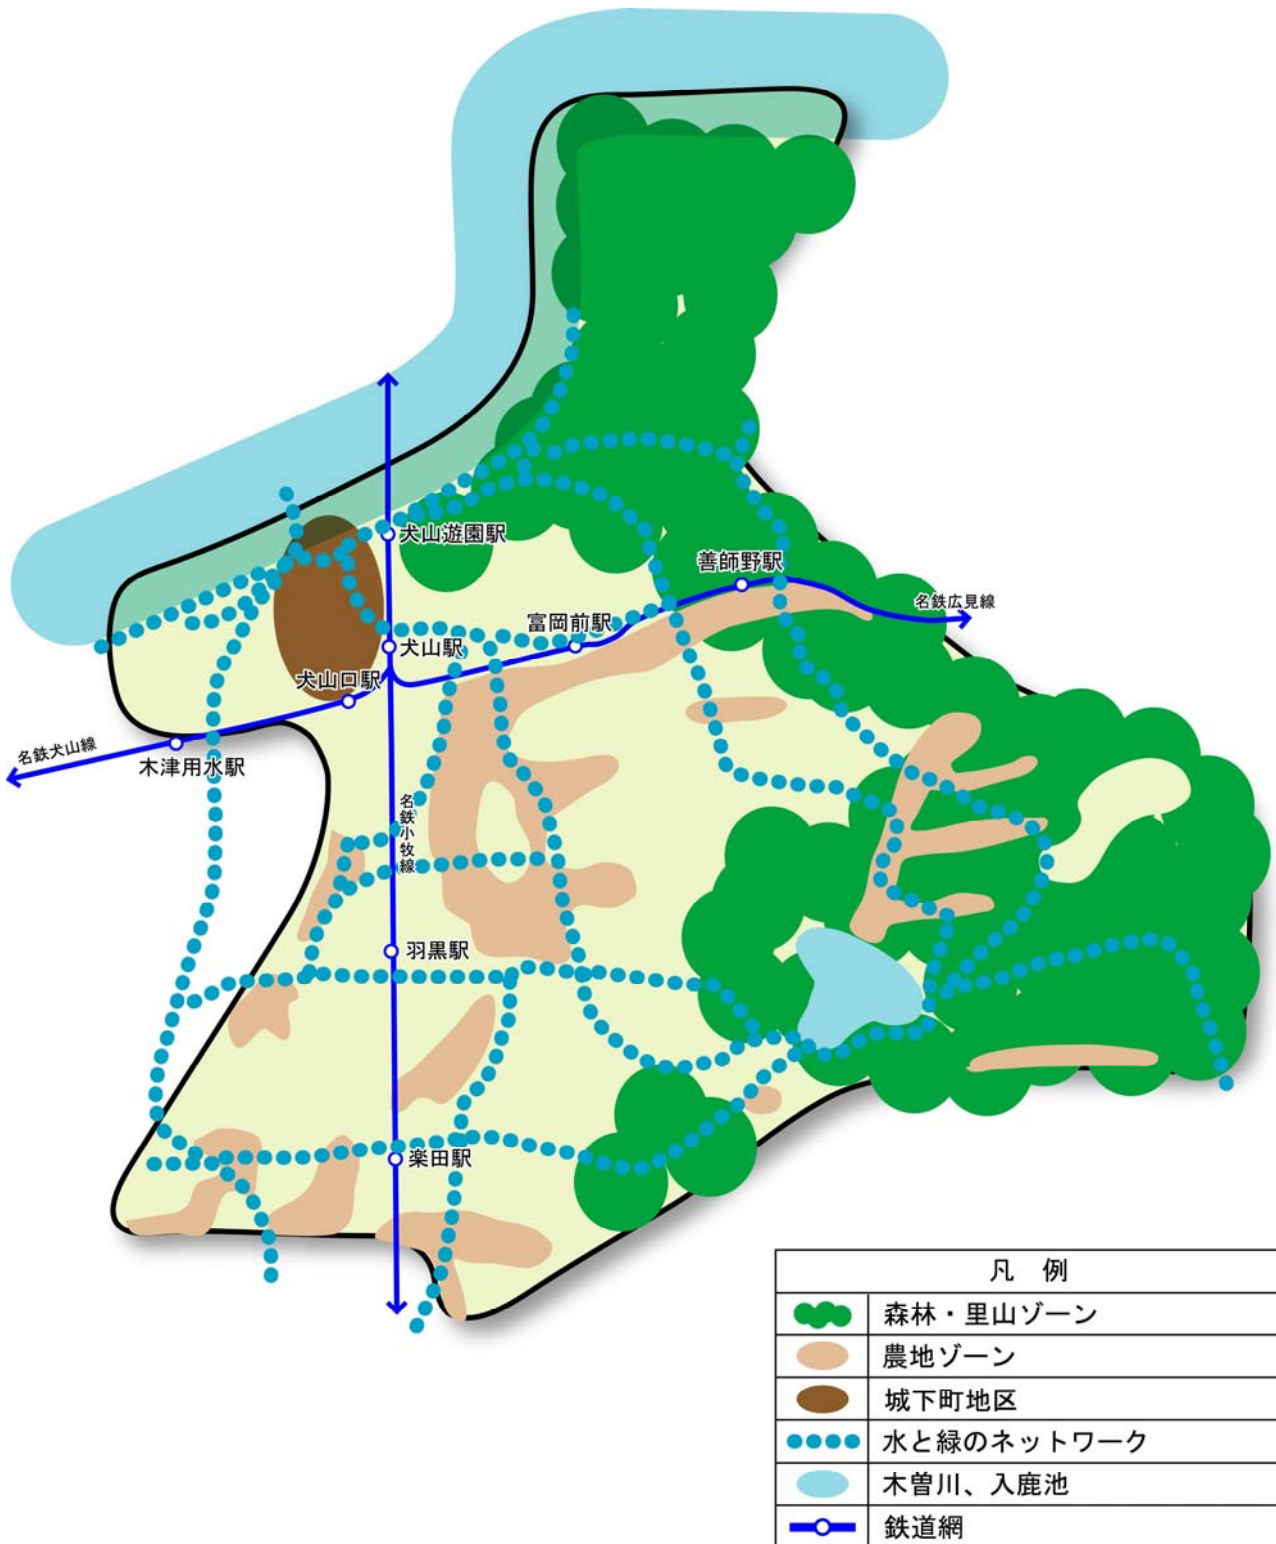 犬山遊園駅
善師野駅
名鉄広見線
富岡前駅
犬山駅
犬山口駅
名鉄犬山線
木津用水駅
名鉄小牧線
羽黒駅
楽田駅
凡 例
森林・里山ゾーン
農地ゾーン
城下町地区
水と緑のネットワーク
木曽川、入鹿池
鉄道網